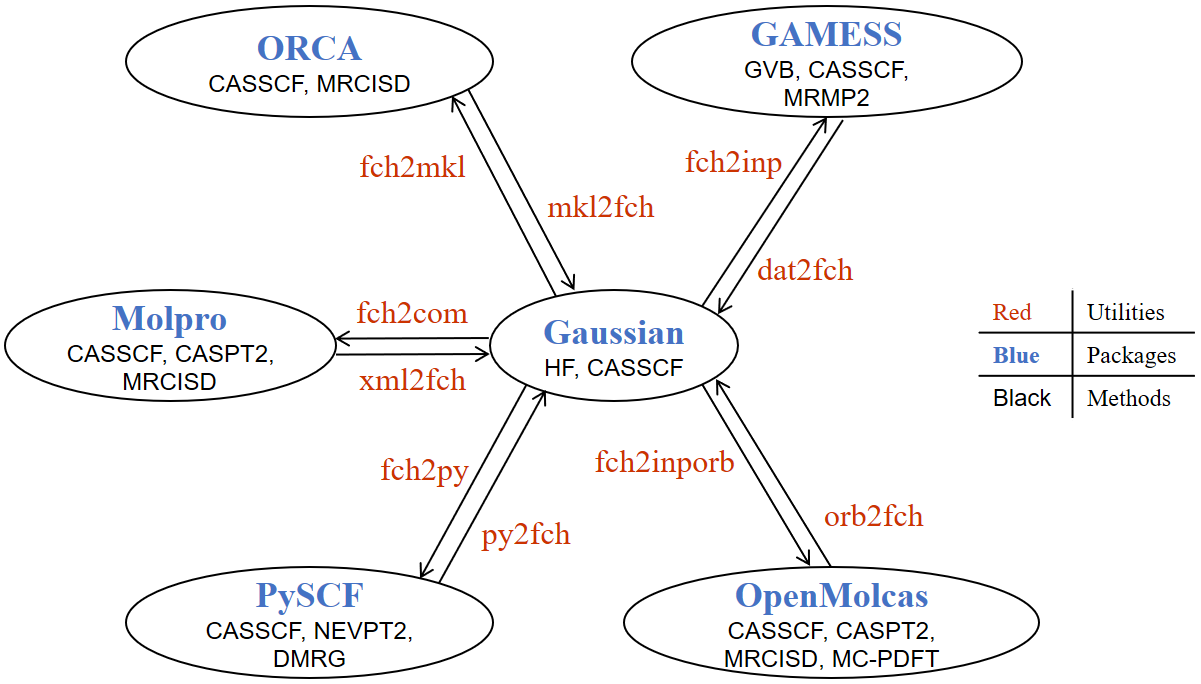 ORCA
CASSCF, MRCISD
GAMESS
GVB, CASSCF,
MRMP2
fch2mkl
mkl2fch
fch2inp
dat2fch
Molpro
CASSCF, CASPT2,
MRCISD
fch2com
xml2fch
Gaussian
HF, CASSCF
Red Utilities
Blue Packages
Black Methods
fch2py
py2fch
fch2inporb
orb2fch
PySCF
CASSCF, NEVPT2,
DMRG
OpenMolcas
CASSCF, CASPT2,
MRCISD, MC-PDFT